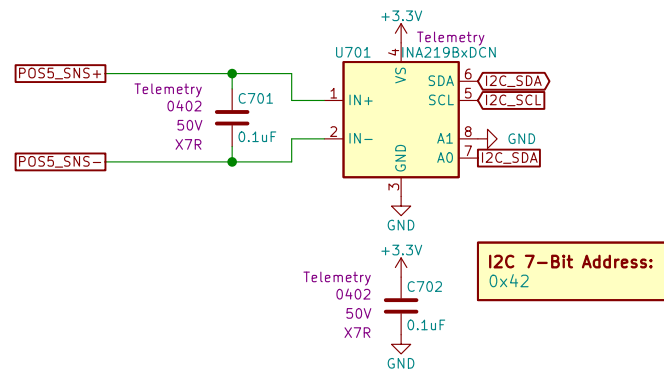 +3.3V
Telemetry
U701
INA219BxDCN
4
VS
POS5_SNS+
SDA
6
I2C_SDA
Telemetry
C701
1
IN+
SCL
5
I2C_SCL
0402
50V
0.1uF
2
IN-
A1
8
GND
X7R
GND
A0
7
I2C_SDA
POS5_SNS-
3
GND
+3.3V
I2C 7-Bit Address:
0x42
Telemetry
C702
0402
50V
0.1uF
X7R
GND